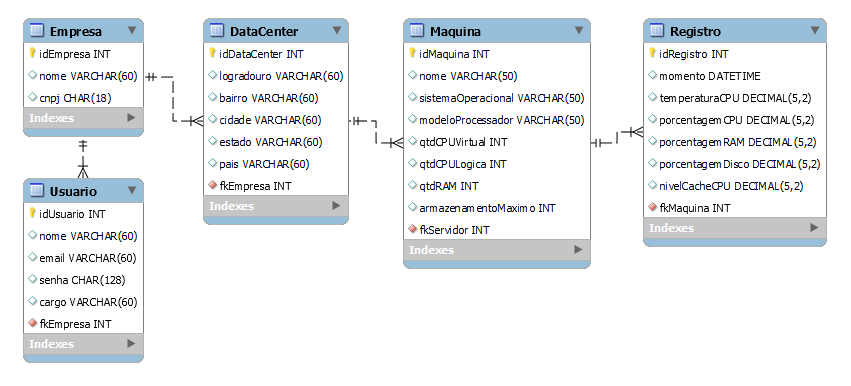 Empresa
idEmpresa INT
nome VARCHAR(60)
cnpj CHAR(18)
Indexes
Usuario
idUsuario INT
nome VARCHAR(60)
email VARCHAR(60)
senha CHAR(128)
cargo VARCHAR(60)
fkEmpresa INT
Indexes
DataCenter
idDataCenter INT
logradouro VARCHAR(60)
bairro VARCHAR(60)
cidade VARCHAR(60)
estado VARCHAR(60)
pais VARCHAR(60)
fkEmpresa INT
Indexes
Maquina
idMaquina INT
nome VARCHAR(50)
sistemaOperacional VARCHAR(50)
modeloProcessador VARCHAR(50)
qtdCPUVirtual INT
qtdCPULogica INT
qtdRAM INT
armazenamentoMaximo INT
fkServidor INT
Indexes
Registro
idRegistro INT
momento DATETIME
temperaturaCPU DECIMAL(5,2)
porcentagemCPU DECIMAL(5,2)
porcentagemRAM DECIMAL(5,2)
porcentagemDisco DECIMAL(5,2)
nivelCacheCPU DECIMAL(5,2)
fkMaquina INT
Indexes